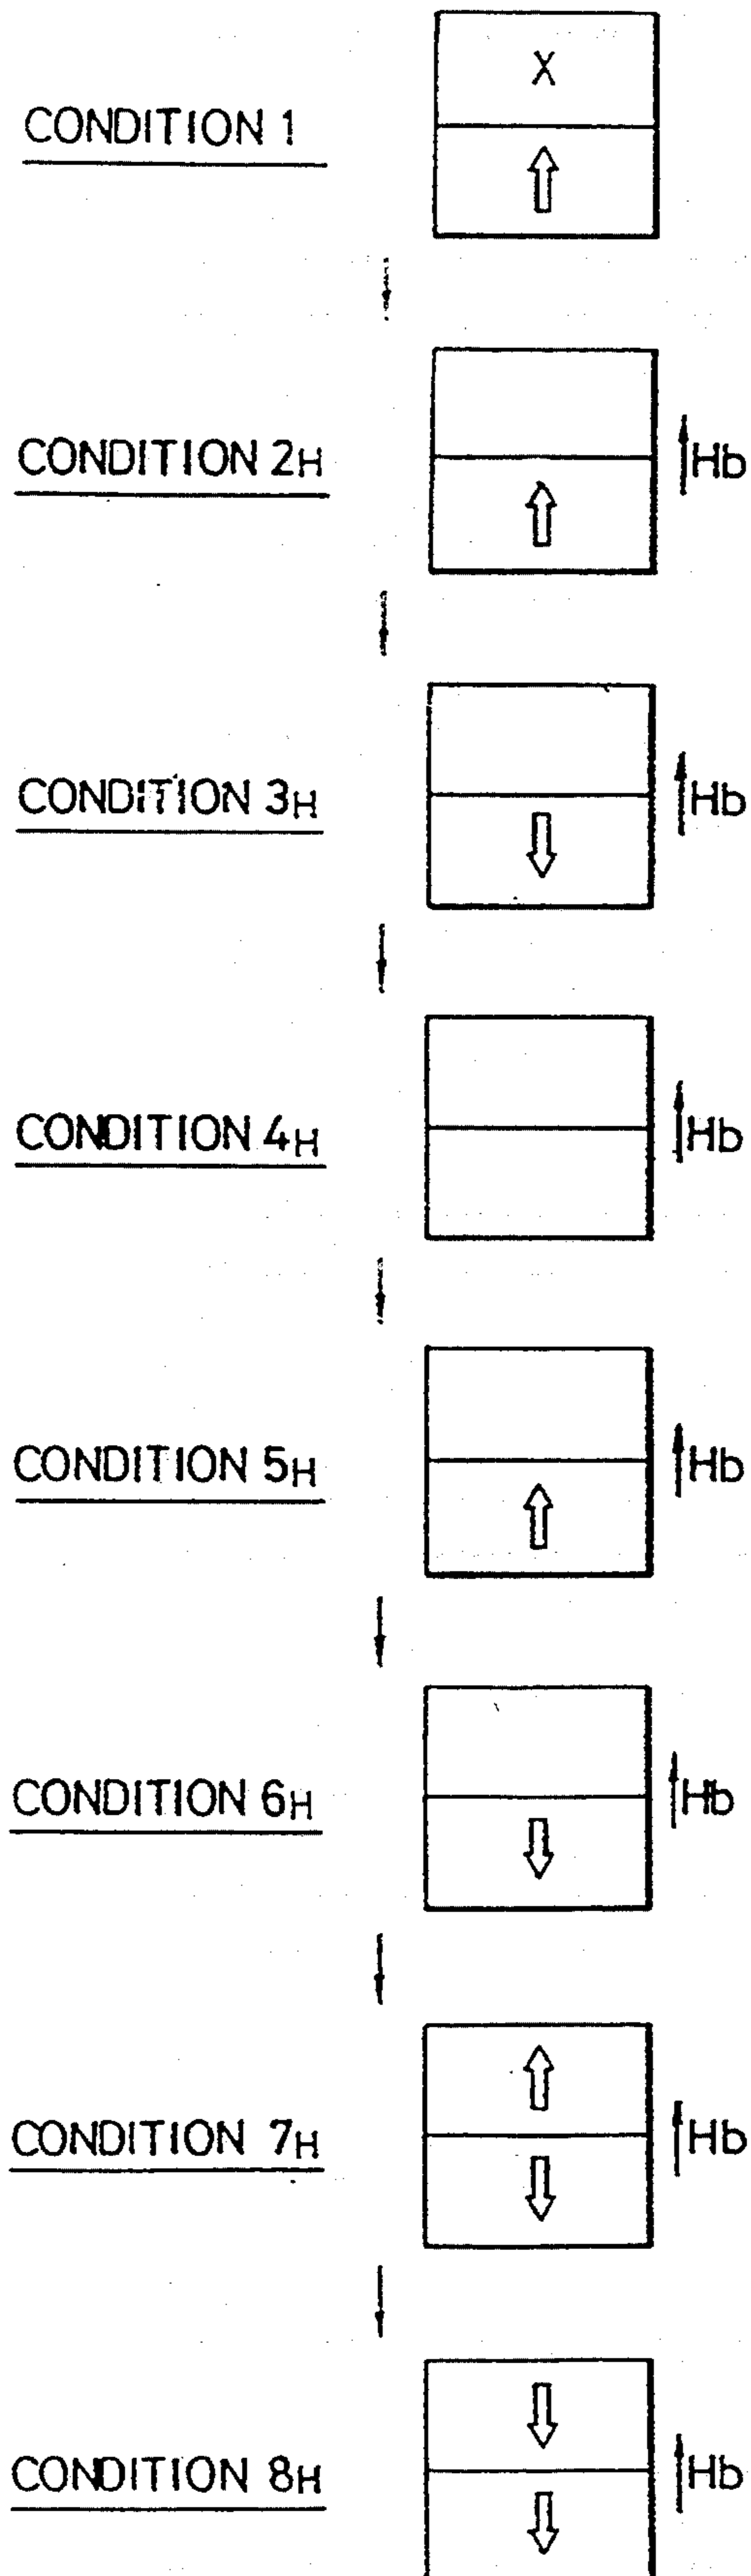 X
CONDITION 1
CONDITION 2H Hb
CONDITION 3H Hb
CONDITION 4H Hb
CONDITION 5H Hb
CONDITION 6H Hb
CONDITION 7H Hb
CONDITION 8H Hb